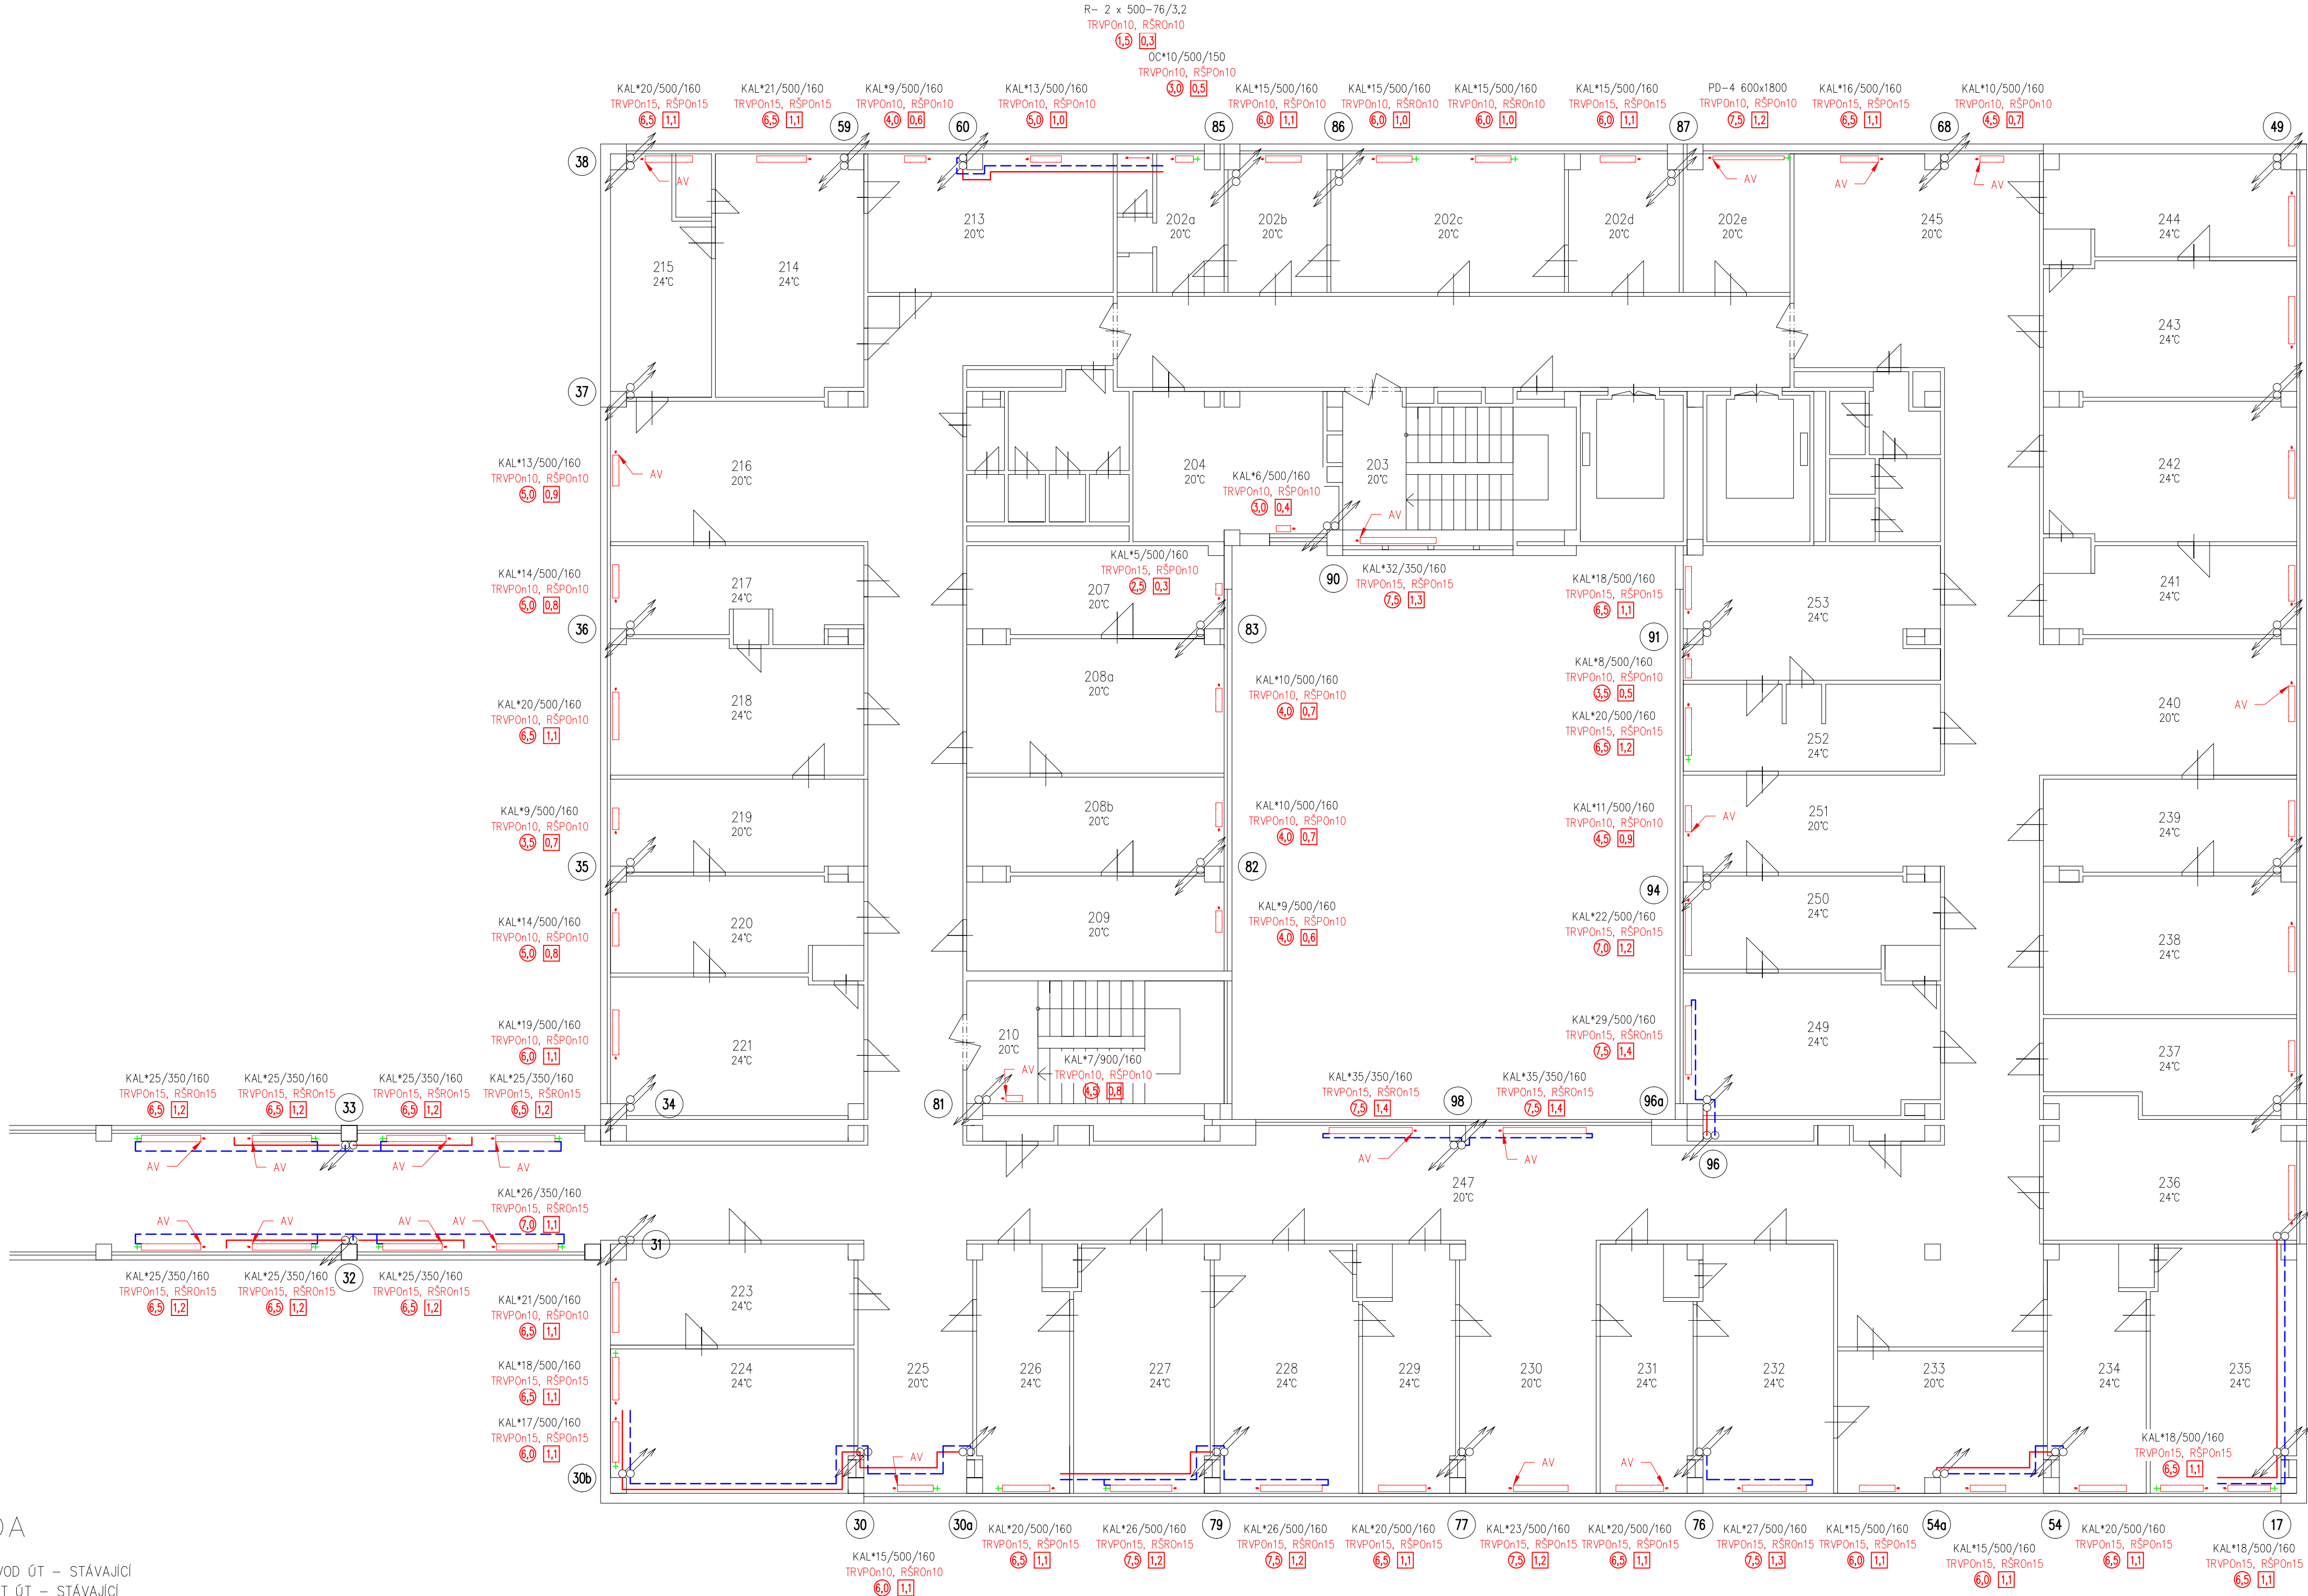 R- 2 x 500-76/3,2
TRVPOn10, RŠROn10
1,5 0,3
OC*10/500/150
TRVPOn10, RŠPOn10
3,0 0,5
KAL*20/500/160
TRVPOn15, RŠPOn15
6,5 1,1
KAL*21/500/160
TRVPOn15, RŠPOn15
6,5 1,1
KAL*9/500/160
TRVPOn10, RŠPOn10
4,0 0,6
KAL*13/500/160
TRVPOn10, RŠPOn10
5,0 1,0
KAL*15/500/160
TRVPOn10, RŠPOn10
6,0 1,1
KAL*15/500/160
TRVPOn10, RŠROn10
6,0 1,0
KAL*15/500/160
TRVPOn10, RŠROn10
6,0 1,0
KAL*15/500/160
TRVPOn15, RŠPOn15
6,0 1,1
PD-4 600x1800
TRVPOn10, RŠPOn10
7,5 1,2
KAL*16/500/160
TRVPOn15, RŠPOn15
6,5 1,1
KAL*10/500/160
TRVPOn10, RŠPOn10
4,5 0,7
59
60
85
86
87
68
49
38
AV
AV
AV
AV
213
20°C
202a
20°C
202b
20°C
202c
20°C
202d
20°C
202e
20°C
245
20°C
244
24°C
215
24°C
214
24°C
243
24°C
37
KAL*13/500/160
TRVPOn10, RŠPOn10
5,0 0,9
AV
216
20°C
204
20°C
KAL*6/500/160
TRVPOn10, RŠPOn10
3,0 0,4
203
20°C
AV
242
24°C
KAL*14/500/160
TRVPOn10, RŠPOn10
5,0 0,8
217
24°C
KAL*5/500/160
TRVPOn15, RŠPOn10
2,5 0,3
207
20°C
90
KAL*32/350/160
TRVPOn15, RŠPOn15
7,5 1,3
KAL*18/500/160
TRVPOn15, RŠPOn15
6,5 1,1
253
24°C
241
24°C
36
83
91
KAL*20/500/160
TRVPOn10, RŠPOn10
6,5 1,1
218
24°C
208a
20°C
KAL*10/500/160
TRVPOn10, RŠPOn10
4,0 0,7
KAL*8/500/160
TRVPOn10, RŠPOn10
3,5 0,5
KAL*20/500/160
TRVPOn15, RŠPOn15
6,5 1,2
252
24°C
240
20°C
AV
KAL*9/500/160
TRVPOn10, RŠPOn10
3,5 0,7
219
20°C
208b
20°C
KAL*10/500/160
TRVPOn10, RŠPOn10
4,0 0,7
KAL*11/500/160
TRVPOn10, RŠPOn10
4,5 0,9
AV
251
20°C
239
24°C
35
82
94
KAL*14/500/160
TRVPOn10, RŠPOn10
5,0 0,8
220
24°C
209
20°C
KAL*9/500/160
TRVPOn15, RŠPOn10
4,0 0,6
KAL*22/500/160
TRVPOn15, RŠPOn15
7,0 1,2
250
24°C
238
24°C
KAL*19/500/160
TRVPOn10, RŠPOn10
6,0 1,1
221
24°C
210
20°C
AV
KAL*7/900/160
TRVPOn10, RŠPOn10
4,5 0,8
KAL*29/500/160
TRVPOn15, RŠROn15
7,5 1,4
249
24°C
237
24°C
KAL*25/350/160
TRVPOn15, RŠROn15
6,5 1,2
KAL*25/350/160
TRVPOn15, RŠROn15
6,5 1,2
33
KAL*25/350/160
TRVPOn15, RŠROn15
6,5 1,2
KAL*25/350/160
TRVPOn15, RŠROn15
6,5 1,2
34
81
KAL*35/350/160
TRVPOn15, RŠROn15
7,5 1,4
98
KAL*35/350/160
TRVPOn15, RŠROn15
7,5 1,4
96a
96
AV
AV
AV
AV
AV
AV
247
20°C
236
24°C
KAL*26/350/160
TRVPOn15, RŠROn15
7,0 1,1
AV
AV
AV
AV
31
KAL*25/350/160
TRVPOn15, RŠROn15
6,5 1,2
KAL*25/350/160
TRVPOn15, RŠROn15
6,5 1,2
32
KAL*25/350/160
TRVPOn15, RŠROn15
6,5 1,2
KAL*21/500/160
TRVPOn10, RŠPOn10
6,5 1,1
223
24°C
KAL*18/500/160
TRVPOn15, RŠPOn15
6,5 1,1
224
24°C
225
20°C
226
24°C
227
24°C
228
24°C
229
24°C
230
20°C
231
24°C
232
24°C
233
20°C
234
24°C
235
24°C
KAL*17/500/160
TRVPOn15, RŠPOn15
6,0 1,1
30b
AV
AV
AV
KAL*18/500/160
TRVPOn15, RŠPOn15
6,5 1,1
30
30a
79
77
76
54a
54
17
KAL*15/500/160
TRVPOn10, RŠROn10
6,0 1,1
KAL*20/500/160
TRVPOn15, RŠPOn15
6,5 1,1
KAL*26/500/160
TRVPOn15, RŠPOn15
7,5 1,2
KAL*26/500/160
TRVPOn15, RŠROn15
7,5 1,2
KAL*20/500/160
TRVPOn15, RŠPOn15
6,5 1,1
KAL*23/500/160
TRVPOn15, RŠPOn15
7,5 1,2
KAL*20/500/160
TRVPOn15, RŠPOn15
6,5 1,1
KAL*27/500/160
TRVPOn15, RŠROn15
7,5 1,3
KAL*15/500/160
TRVPOn15, RŠPOn15
6,0 1,1
KAL*15/500/160
TRVPOn15, RŠROn15
6,0 1,1
KAL*20/500/160
TRVPOn15, RŠPOn15
6,5 1,1
KAL*18/500/160
TRVPOn15, RŠPOn15
6,5 1,1
DA
VOD ÚT – STÁVAJÍCÍ
T ÚT – STÁVAJÍCÍ